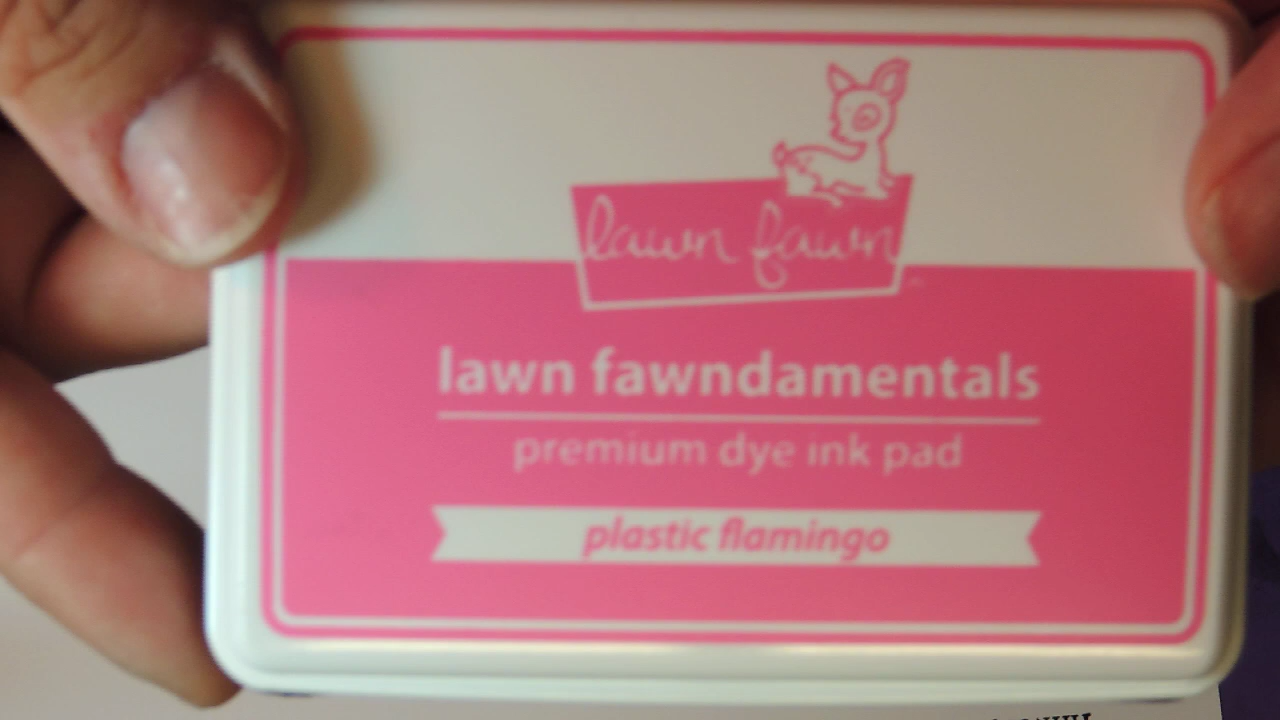 lawn fawn
lawn fawndamentals
premium dye ink pad
plastic flamingo